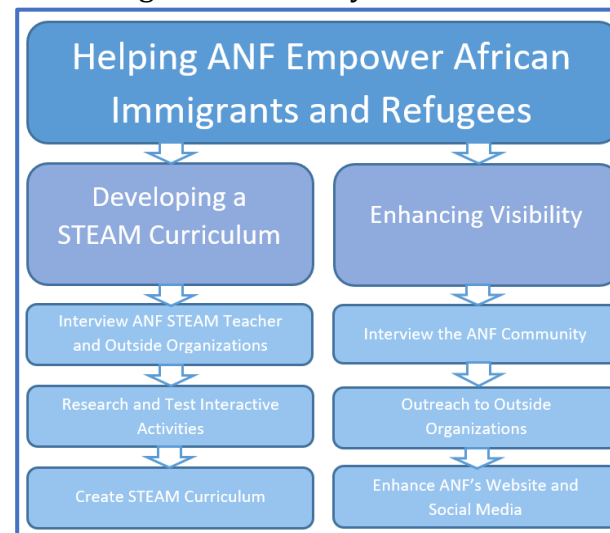 Helping ANF Empower African
Immigrants and Refugees
Developing a
STEAM Curriculum
Interview ANF STEAM Teacher
and Outside Organizations
Research and Test Interactive
Activities
Create STEAM Curriculum
Enhancing Visibility
Interview the ANF Community
Outreach to Outside
Organizations
Enhance ANF's Website and
Social Media